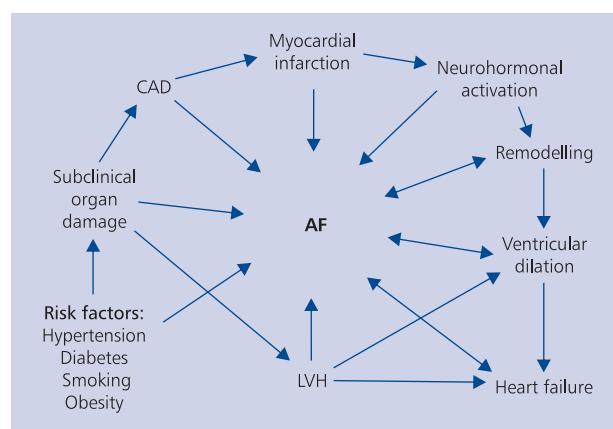 Myocardial
infarction
Neurohormonal
activation
CAD
Remodelling
Subclinical
organ
damage
AF
Ventricular
dilation
Risk factors:
Hypertension
Diabetes
Smoking
Obesity
LVH
Heart failure